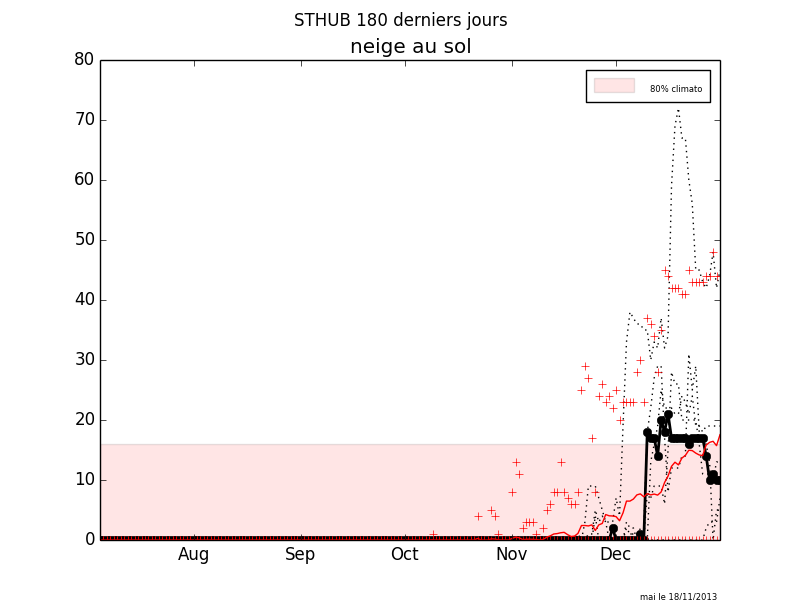 STHUB 180 derniers jours
neige au sol
80
70
60
50
40
30
20
10
0
80% climato
Aug
Sep
Oct
Nov
Dec
maj le 18/11/2013